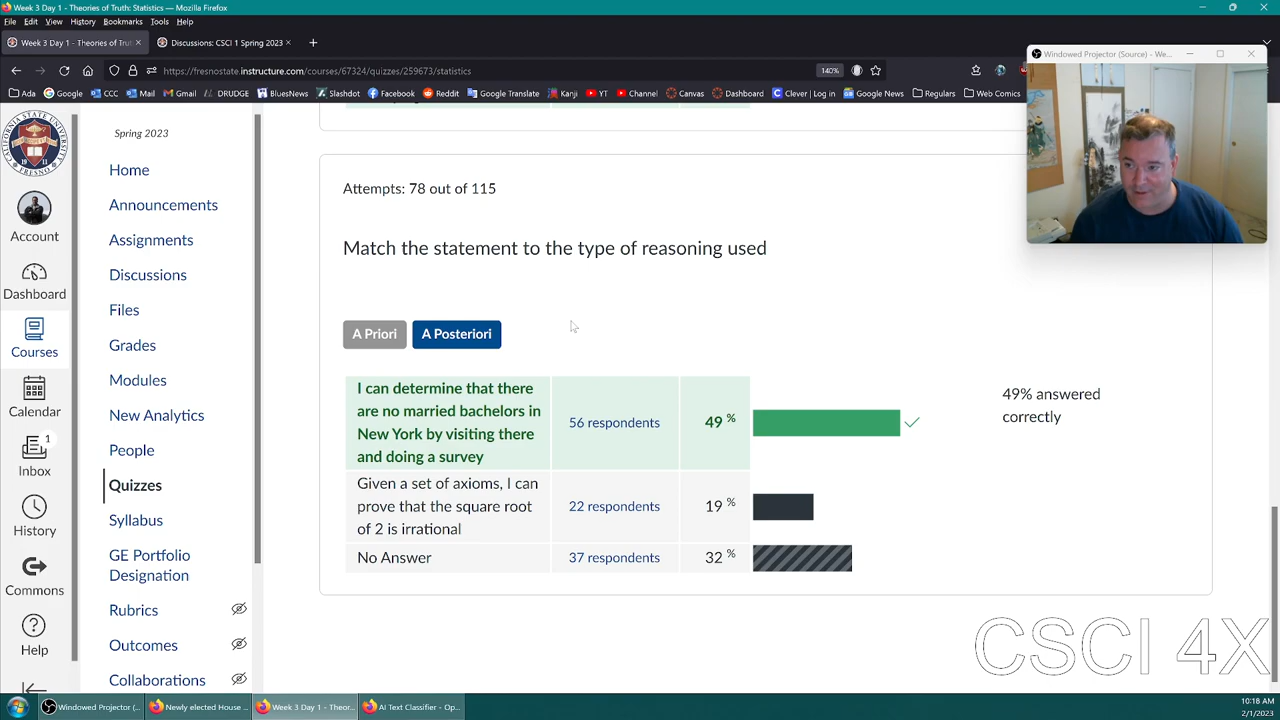 Week 3 Day 1 - Theories of Truth: Statistics — Mozilla Firefox
File Edit View History Bookmarks Tools Help
Week 3 Day 1 - Theories of Trut
Discussions: CSCI 1 Spring 2023
https://fresnostate.instructure.com/courses/67324/quizzes/259673/statistics
140%
Windowed Projector (Source) - We...
Ada Google CCC Mail Gmail DRUDGE BluesNews Slashdot Facebook Reddit Google Translate Kanji YT Channel Canvas Dashboard Clever | Log in Google News Regulars Web Comics
Spring 2023
Account
Dashboard
Courses
Calendar
1
Inbox
History
Commons
Help
Home
Announcements
Assignments
Discussions
Files
Grades
Modules
New Analytics
People
Quizzes
Syllabus
GE Portfolio
Designation
Rubrics
Outcomes
Collaborations
Attempts: 78 out of 115
Match the statement to the type of reasoning used
A Priori A Posteriori
I can determine that there
are no married bachelors in
New York by visiting there
and doing a survey
56 respondents
49 %
49% answered
correctly
Given a set of axioms, I can
prove that the square root
of 2 is irrational
22 respondents
19 %
No Answer
37 respondents
32 %
CSCI 4X
Windowed Projector (...
Newly elected House ...
Week 3 Day 1 - Theor...
AI Text Classifier - Op...
10:18 AM
2/1/2023